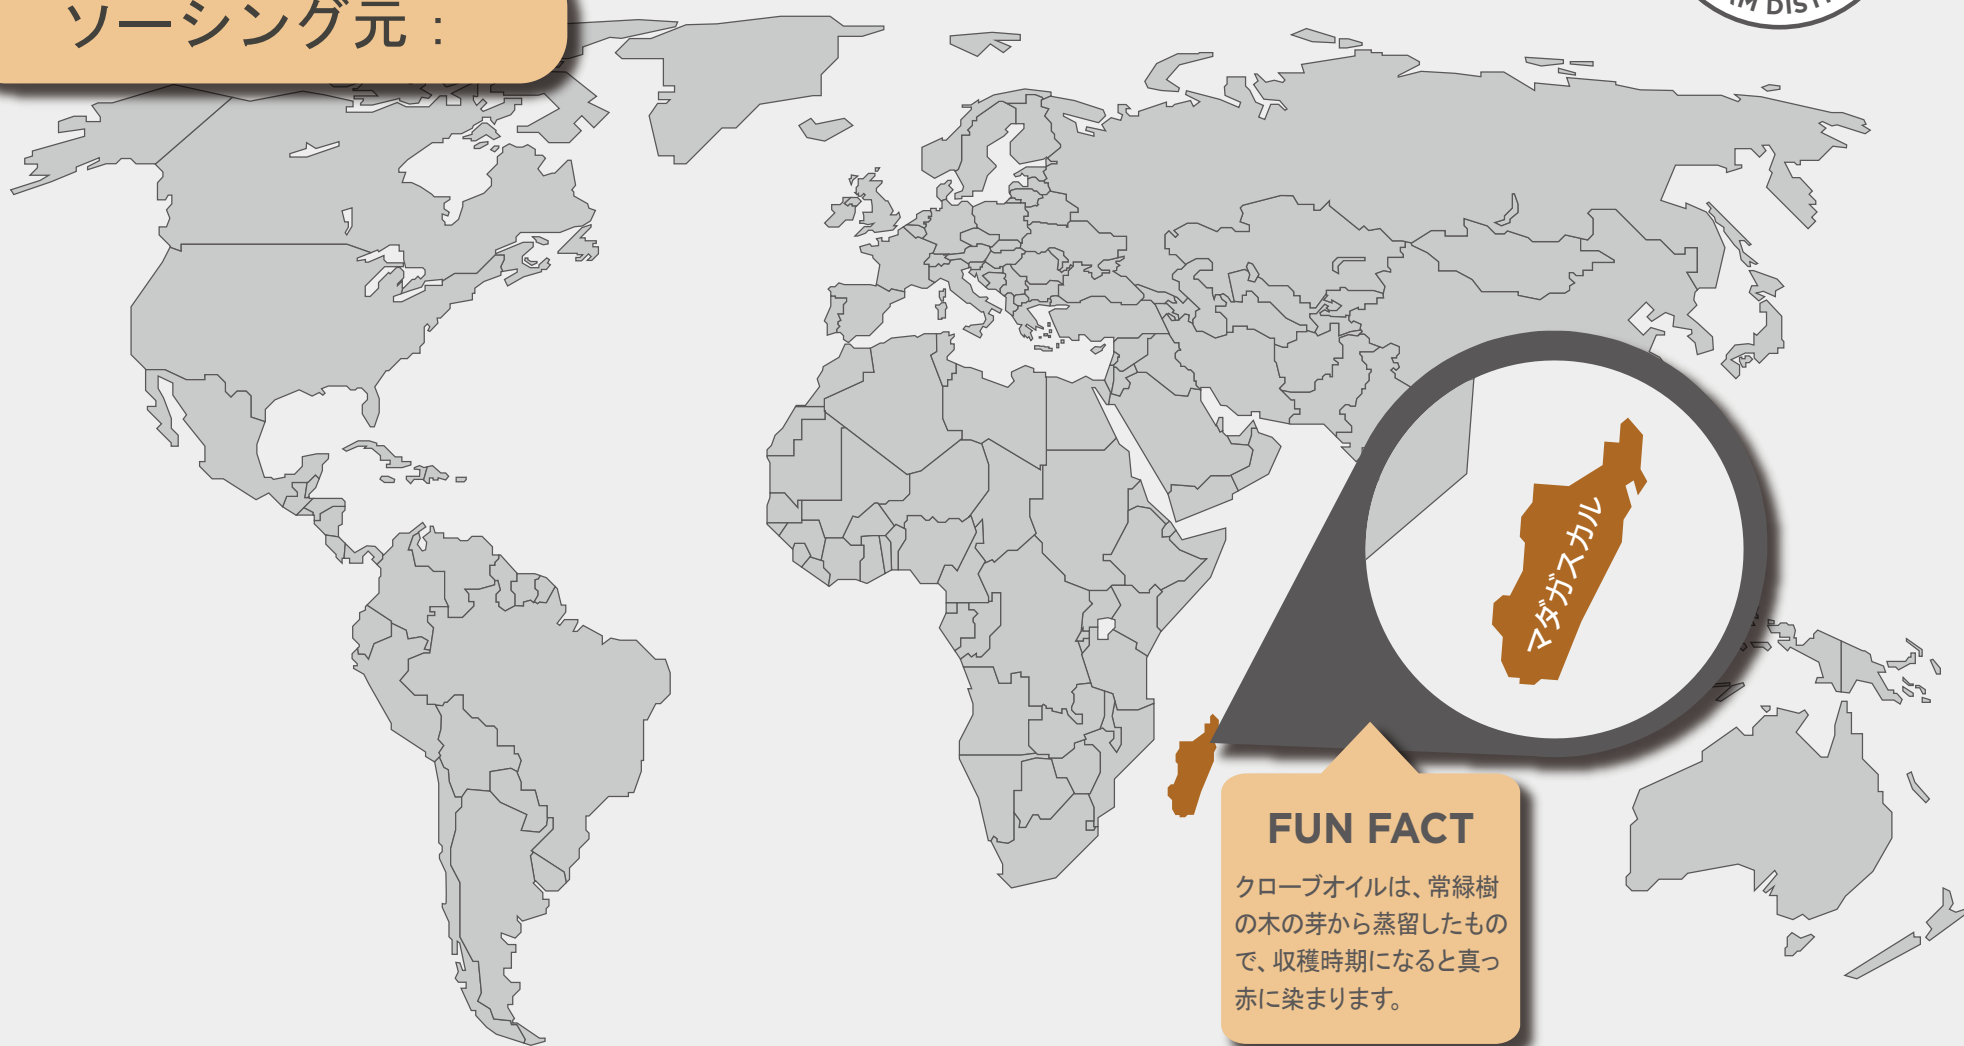 ソーシング元：
マダガスカル
FUN FACT
クローブオイルは、常緑樹
の木の芽から蒸留したもの
で、収穫時期になると真っ
赤に染まります。